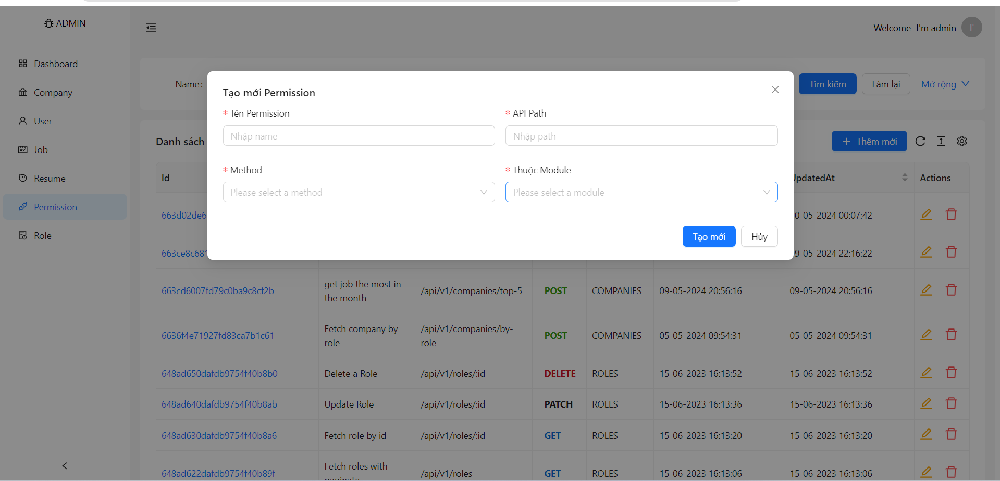 ADMIN
Welcome I'm admin
I'
Dashboard
Company
User
Job
Resume
Permission
Role
Name:
Tìm kiếm
Làm lại
Mở rộng
Tạo mới Permission
* Tên Permission
* API Path
Nhập name
Nhập path
* Method
* Thuộc Module
Please select a method
Please select a module
Tạo mới
Hủy
Danh sách
Thêm mới
Id
UpdatedAt
Actions
663d02de6
0-05-2024 00:07:42
663ce8c681
09-05-2024 22:16:22
663cd6007fd79c0ba9c8cf2b
get job the most in
the month
/api/v1/companies/top-5
POST
COMPANIES
09-05-2024 20:56:16
09-05-2024 20:56:16
6636f4e71927fd83ca7b1c61
Fetch company by
role
/api/v1/companies/by-
role
POST
COMPANIES
05-05-2024 09:54:31
05-05-2024 09:54:31
648ad650dafdb9754f40b8b0
Delete a Role
/api/v1/roles/:id
DELETE
ROLES
15-06-2023 16:13:52
15-06-2023 16:13:52
648ad640dafdb9754f40b8ab
Update Role
/api/v1/roles/:id
PATCH
ROLES
15-06-2023 16:13:36
15-06-2023 16:13:36
648ad630dafdb9754f40b8a6
Fetch role by id
/api/v1/roles/:id
GET
ROLES
15-06-2023 16:13:20
15-06-2023 16:13:20
648ad622dafdb9754f40b89f
Fetch roles with
paginate
/api/v1/roles
GET
ROLES
15-06-2023 16:13:06
15-06-2023 16:13:06